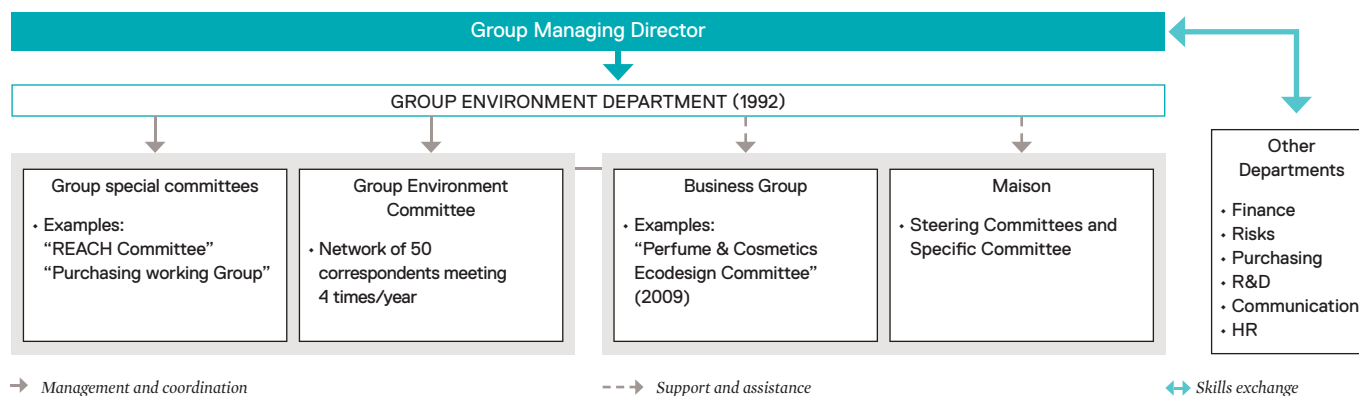 Group Managing Director
GROUP ENVIRONMENT DEPARTMENT (1992)
Group special committees
• Examples:
“REACH Committee”
“Purchasing working Group”
Group Environment
Committee
• Network of 50
correspondents meeting
4 times/year
Business Group
• Examples:
“Perfume & Cosmetics
Ecodesign Committee”
(2009)
Maison
• Steering Committees and
Specific Committee
Other
Departments
• Finance
• Risks
• Purchasing
• R&D
• Communication
• HR
Management and coordination
Support and assistance
Skills exchange